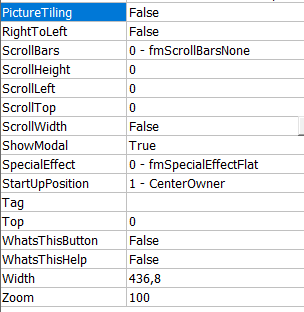 PictureTiling False
RightToLeft False
ScrollBars 0 - fmScrollBarsNone
ScrollHeight 0
ScrollLeft 0
ScrollTop 0
ScrollWidth False
ShowModal True
SpecialEffect 0 - fmSpecialEffectFlat
StartUpPosition 1 - CenterOwner
Tag
Top 0
WhatsThisButton False
WhatsThisHelp False
Width 436,8
Zoom 100